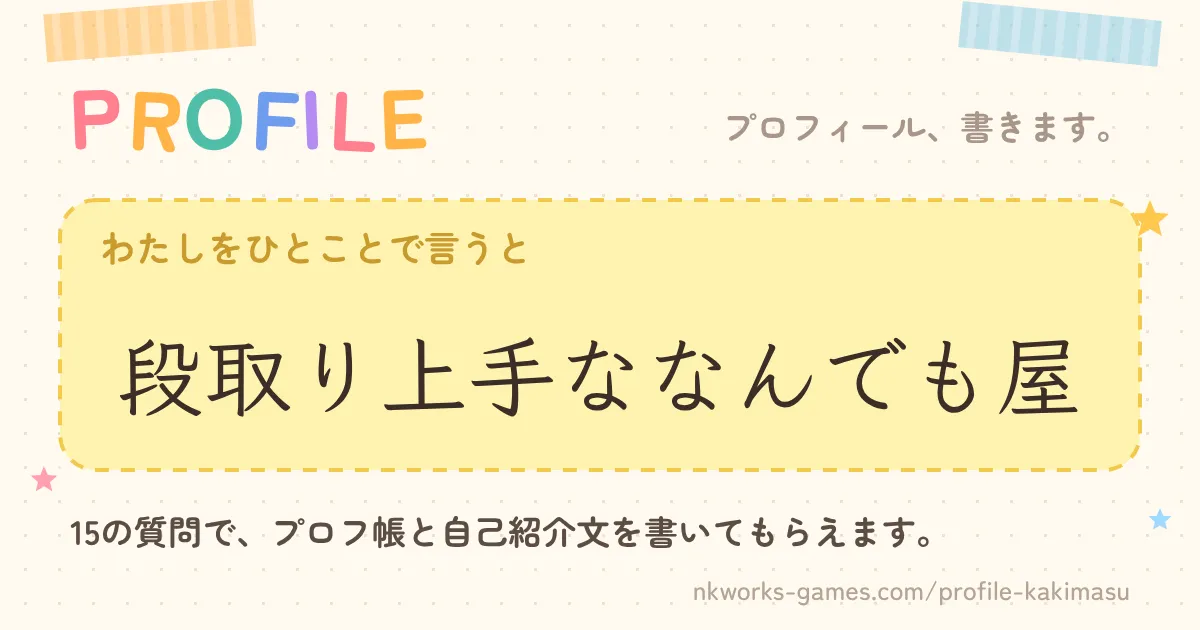 PROFILE
プロフィール、書きます。
わたしをひとことで言うと
段取り上手ななんでも屋
15の質問で、プロフ帳と自己紹介文を書いてもらえます。
nkworks-games.com/profile-kakimasu